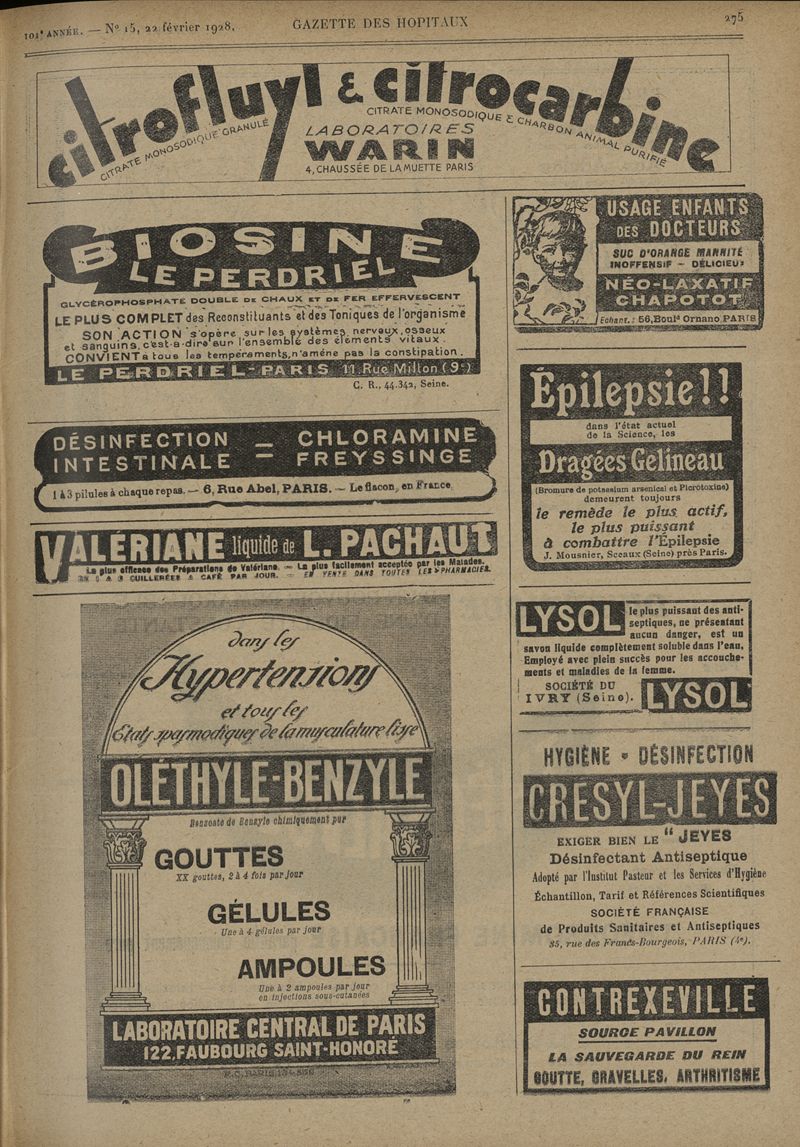 101e ANNÉE. — No 15, 22 février 1928.
GAZETTE DES HOPITAUX
275
citrofluyl & citrocarbine
CITRATE MONOSODIQUE GRANULÉ
CITRATE MONOSODIQUE & CHARBON ANIMAL PURIFIÉ
LABORATOIRES
WARIN
4, CHAUSSÉE DE LA MUETTE PARIS
BIOSINE
LE PERDRIEL
GLYCÉROPHOSPHATE DOUBLE DE CHAUX ET DE FER EFFERVESCENT
LE PLUS COMPLET des Reconstituants et des Toniques de l'organisme
SON ACTION s'opère sur les systèmes nerveux, osseux
et sanguins, c'est-a-dire sur l'ensemble des éléments vitaux.
CONVIENT a tous les tempéraments, n'amène pas la constipation.
LE PERDRIEL-PARIS 11, Rue Milton (9e)
C. R., 44.342, Seine.
DÉSINFECTION — CHLORAMINE
INTESTINALE — FREYSSINGE
1 à 3 pilules à chaque repas. — 6, Rue Abel, PARIS. — Le flacon, en France.
VALÉRIANE liquide de L. PACHAUT
La plus efficace des Préparations de Valériane. — La plus facilement acceptée par les Malades.
CUILLERÉES A CAFÉ PAR JOUR. — EN VENTE DANS TOUTES LES PHARMACIES.
dans les
Hypertensions
et tous les
États spasmodiques de la musculature lisse
OLÉTHYLE-BENZYLE
Benzoate de Benzyle chimiquement pur
GOUTTES
XX gouttes, 2 à 4 fois par jour
GÉLULES
Une à 4 gélules par jour
AMPOULES
Une à 2 ampoules par jour
en injections sous-cutanées
LABORATOIRE CENTRAL DE PARIS
122, FAUBOURG SAINT-HONORÉ
USAGE ENFANTS
DES DOCTEURS
SUC D'ORANGE MANNITÉ
INOFFENSIF — DÉLICIEUX
NÉO-LAXATIF
CHAPOTOT
Echant.: 56, Bould Ornano, PARIS
Épilepsie!!
dans l'état actuel
de la Science, les
Dragées Gelineau
(Bromure de potassium arsenical et Picrotoxine)
demeurent toujours
le remède le plus actif,
le plus puissant
à combattre l'Épilepsie
J. Mousnier, Sceaux (Seine) près Paris.
LYSOL
le plus puissant des anti-
septiques, ne présentant
aucun danger, est un
savon liquide complètement soluble dans l'eau.
Employé avec plein succès pour les accouche-
ments et maladies de la femme.
SOCIÉTÉ DU
IVRY (Seine). LYSOL
HYGIÈNE - DÉSINFECTION
CRESYL-JEYES
EXIGER BIEN LE " JEYES
Désinfectant Antiseptique
Adopté par l'Institut Pasteur et les Services d'Hygiène
Échantillon, Tarif et Références Scientifiques
SOCIÉTÉ FRANÇAISE
de Produits Sanitaires et Antiseptiques
35, rue des Francs-Bourgeois, PARIS (4e).
CONTREXEVILLE
SOURCE PAVILLON
LA SAUVEGARDE DU REIN
GOUTTE, GRAVELLES, ARTHRITISME